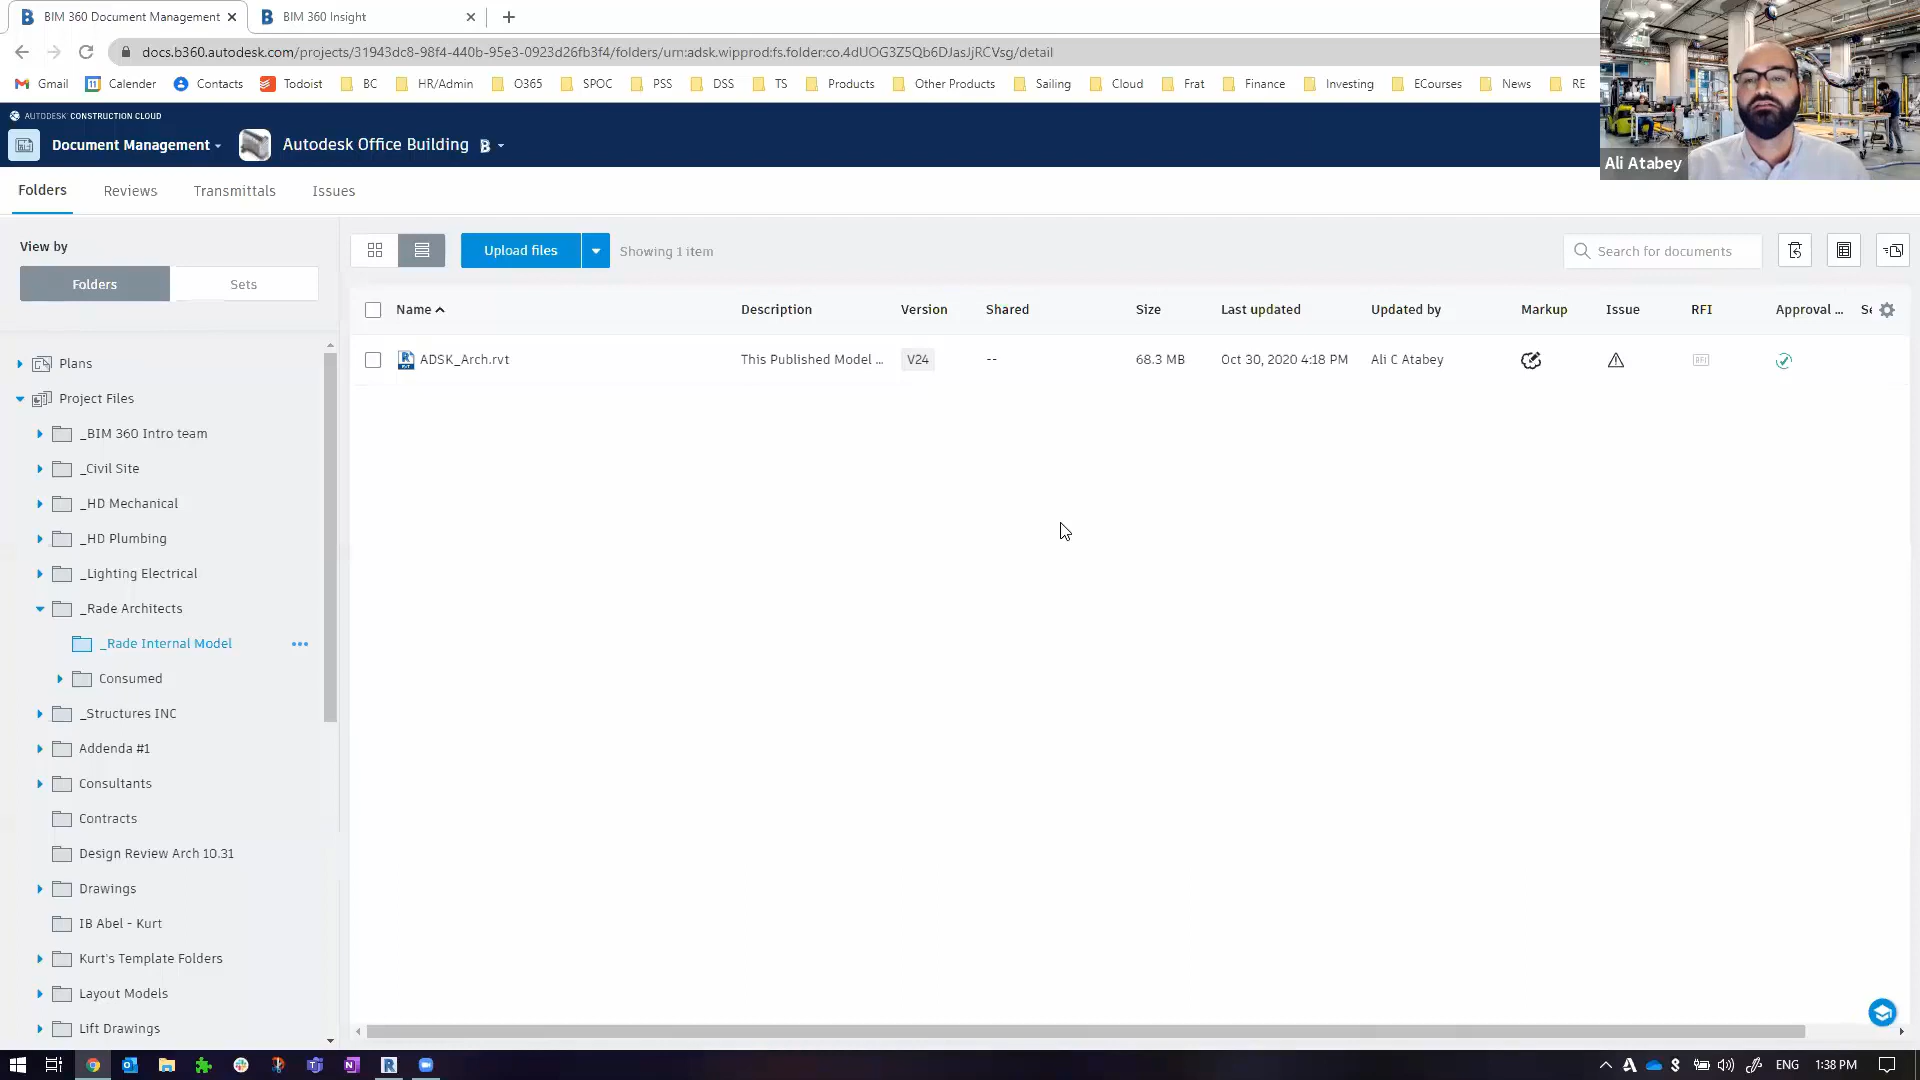 BIM 360 Document Management
BIM 360 Insight
docs.b360.autodesk.com/projects/31943dc8-98f4-440b-95e3-0923d26fb3f4/folders/urn:adsk.wipprod:fs.folder:co.4dUOG3Z5Qb6DJasJjRCVsg/detail
Gmail Calender Contacts Todoist BC HR/Admin O365 SPOC PSS DSS TS Products Other Products Sailing Cloud Frat Finance Investing ECourses News RE
AUTODESK CONSTRUCTION CLOUD
Document Management Autodesk Office Building
Ali Atabey
Folders Reviews Transmittals Issues
View by
Folders Sets
Upload files Showing 1 item Search for documents
Name Description Version Shared Size Last updated Updated by Markup Issue RFI Approval ... Se
ADSK_Arch.rvt This Published Model ... V24 -- 68.3 MB Oct 30, 2020 4:18 PM Ali C Atabey RFI
Plans
Project Files
_BIM 360 Intro team
_Civil Site
_HD Mechanical
_HD Plumbing
_Lighting Electrical
_Rade Architects
_Rade Internal Model
Consumed
_Structures INC
Addenda #1
Consultants
Contracts
Design Review Arch 10.31
Drawings
IB Abel - Kurt
Kurt's Template Folders
Layout Models
Lift Drawings
ENG 1:38 PM